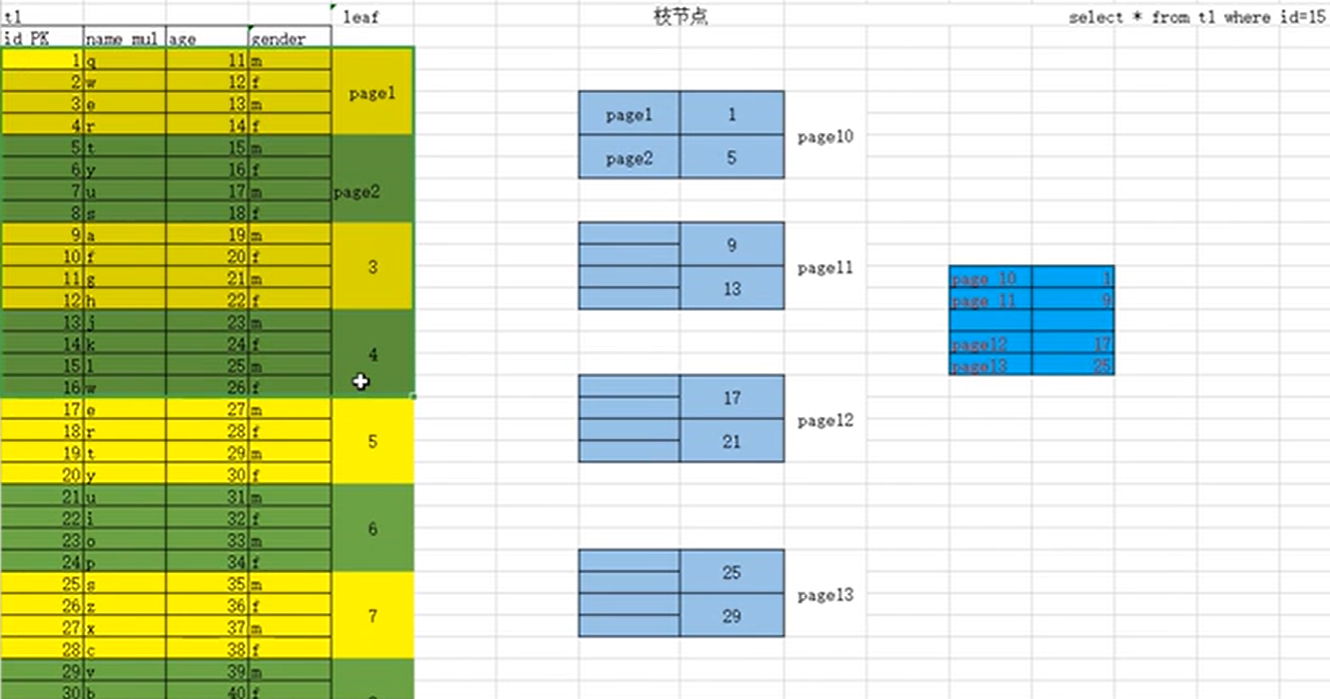 t1 leaf 枝节点 select * from t1 where id=15
id PK name mul age gender
1 q 11 m
2 w 12 f
3 e 13 m
4 r 14 f
page1
5 t 15 m
6 y 16 f
7 u 17 m
8 s 18 f
page2
9 a 19 m
10 f 20 f
11 g 21 m
12 h 22 f
3
13 j 23 m
14 k 24 f
15 l 25 m
16 w 26 f
4
17 e 27 m
18 r 28 f
19 t 29 m
20 y 30 f
5
21 u 31 m
22 i 32 f
23 o 33 m
24 p 34 f
6
25 s 35 m
26 z 36 f
27 x 37 m
28 c 38 f
7
29 v 39 m
30 b 40 f
page1 1
page2 5
page10
9
13
page11
17
21
page12
25
29
page13
page 10 1
page 11 9
page12 17
page13 25